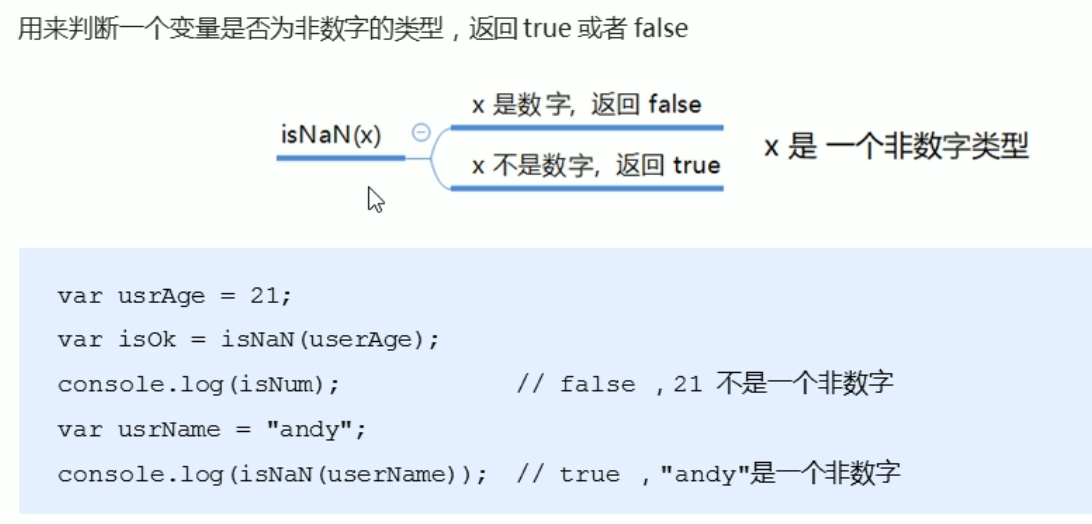 用来判断一个变量是否为非数字的类型，返回 true 或者 false
x 是数字, 返回 false
isNaN(x)
x 是 一个非数字类型
x 不是数字, 返回 true
var usrAge = 21;
var isOk = isNaN(userAge);
console.log(isNum); // false ,21 不是一个非数字
var usrName = "andy";
console.log(isNaN(userName)); // true ,"andy"是一个非数字